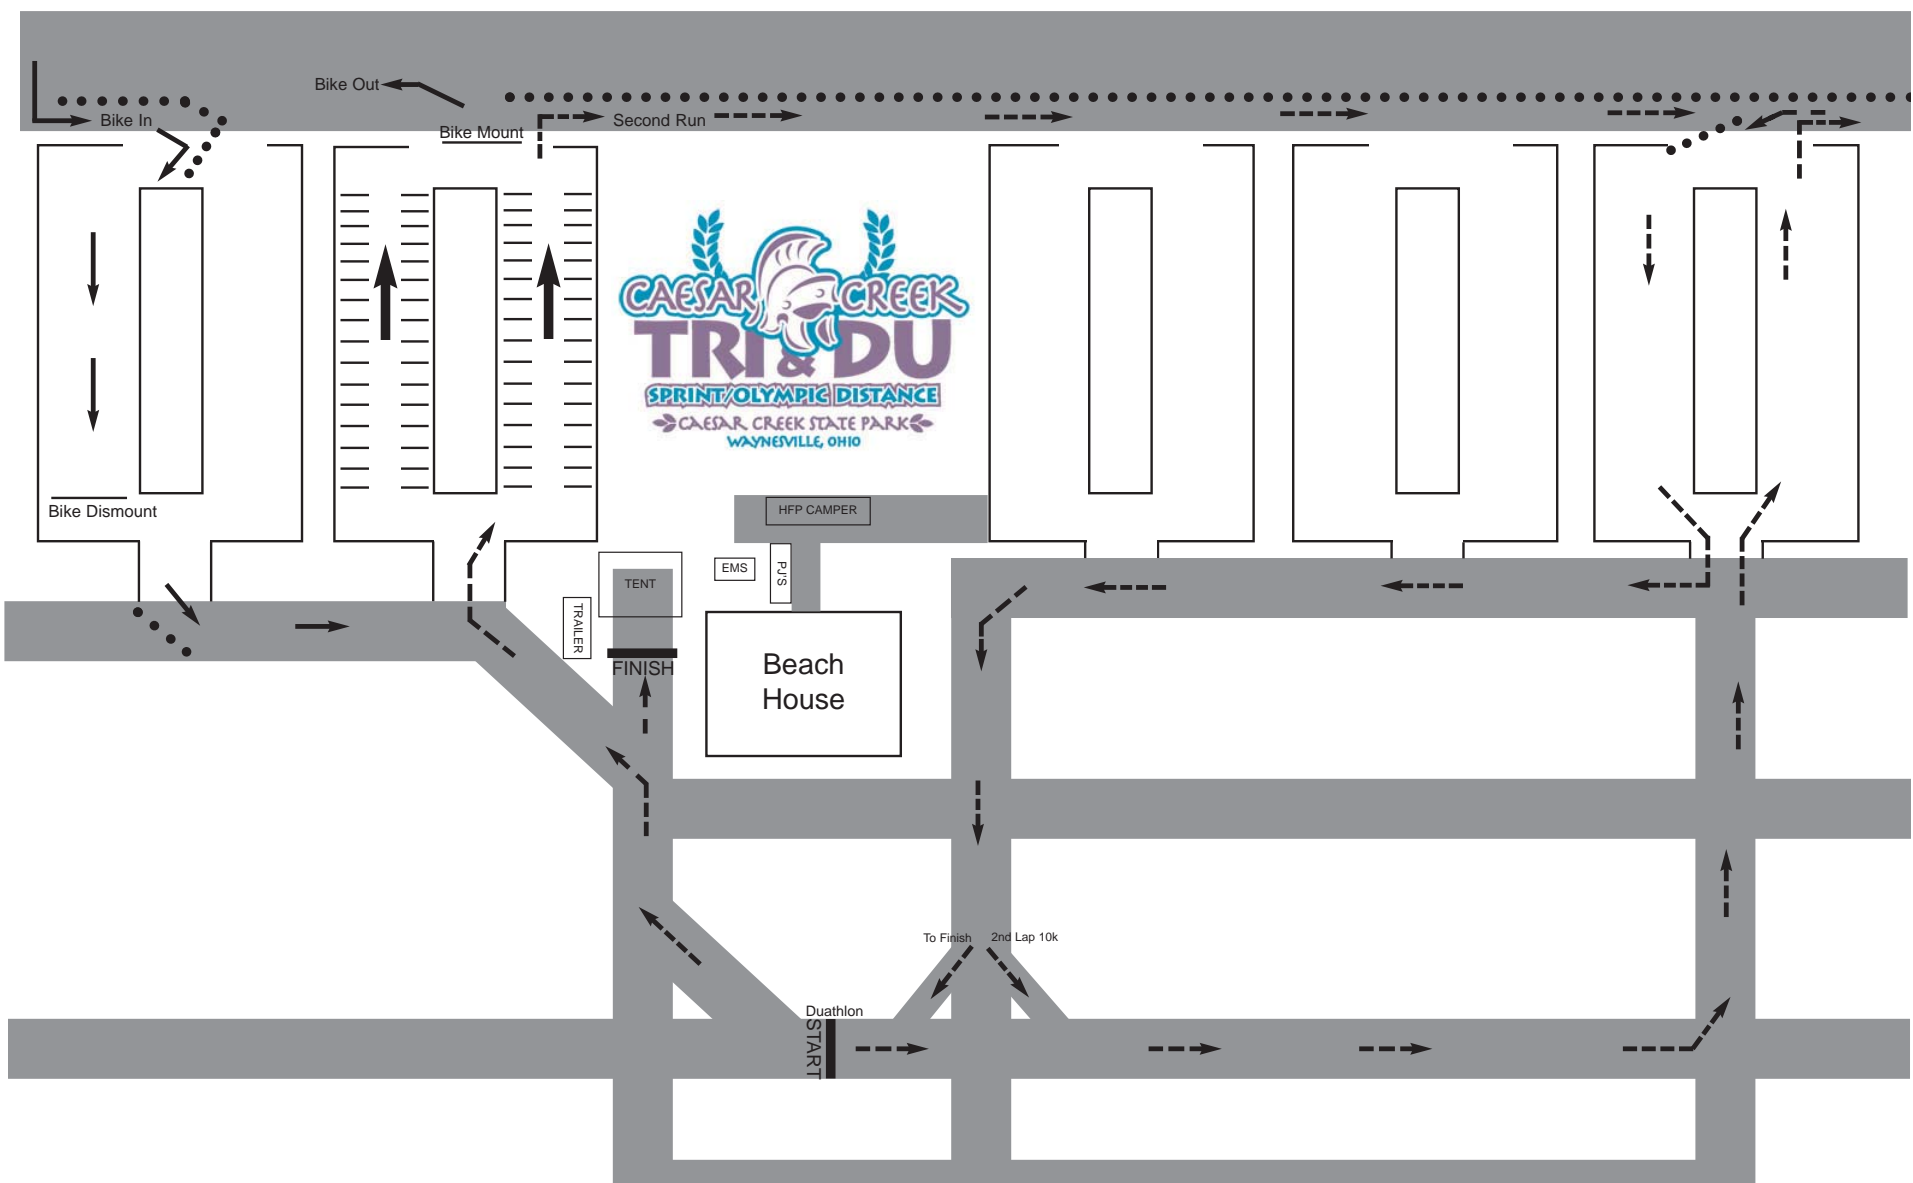 Bike Out
Bike In
Second Run
Bike Mount
CAESAR CREEK
TRI & DU
SPRINT/OLYMPIC DISTANCE
CAESAR CREEK STATE PARK
WAYNESVILLE, OHIO
Bike Dismount
HFP CAMPER
EMS
PJ'S
TENT
TRAILER
FINISH
Beach
House
To Finish
2nd Lap 10k
Duathlon
START